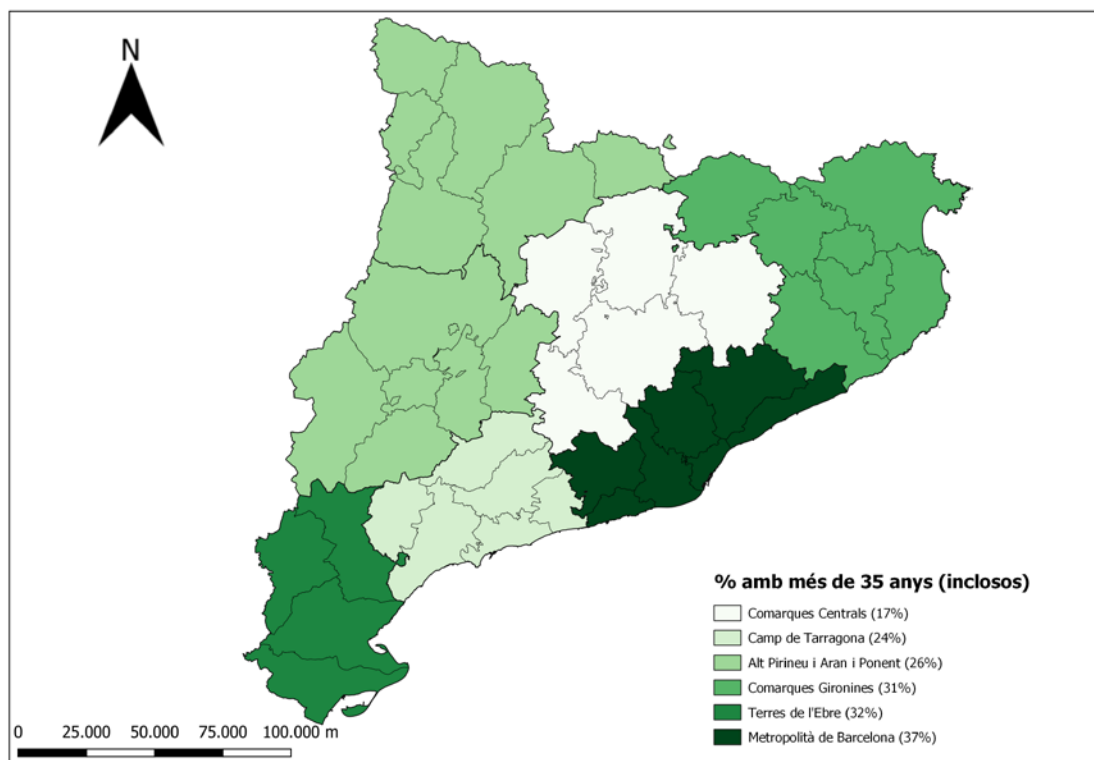 N
% amb més de 35 anys (inclosos)
Comarques Centrals (17%)
Camp de Tarragona (24%)
Alt Pirineu i Aran i Ponent (26%)
Comarques Gironines (31%)
Terres de l'Ebre (32%)
Metropolità de Barcelona (37%)
0 25.000 50.000 75.000 100.000 m